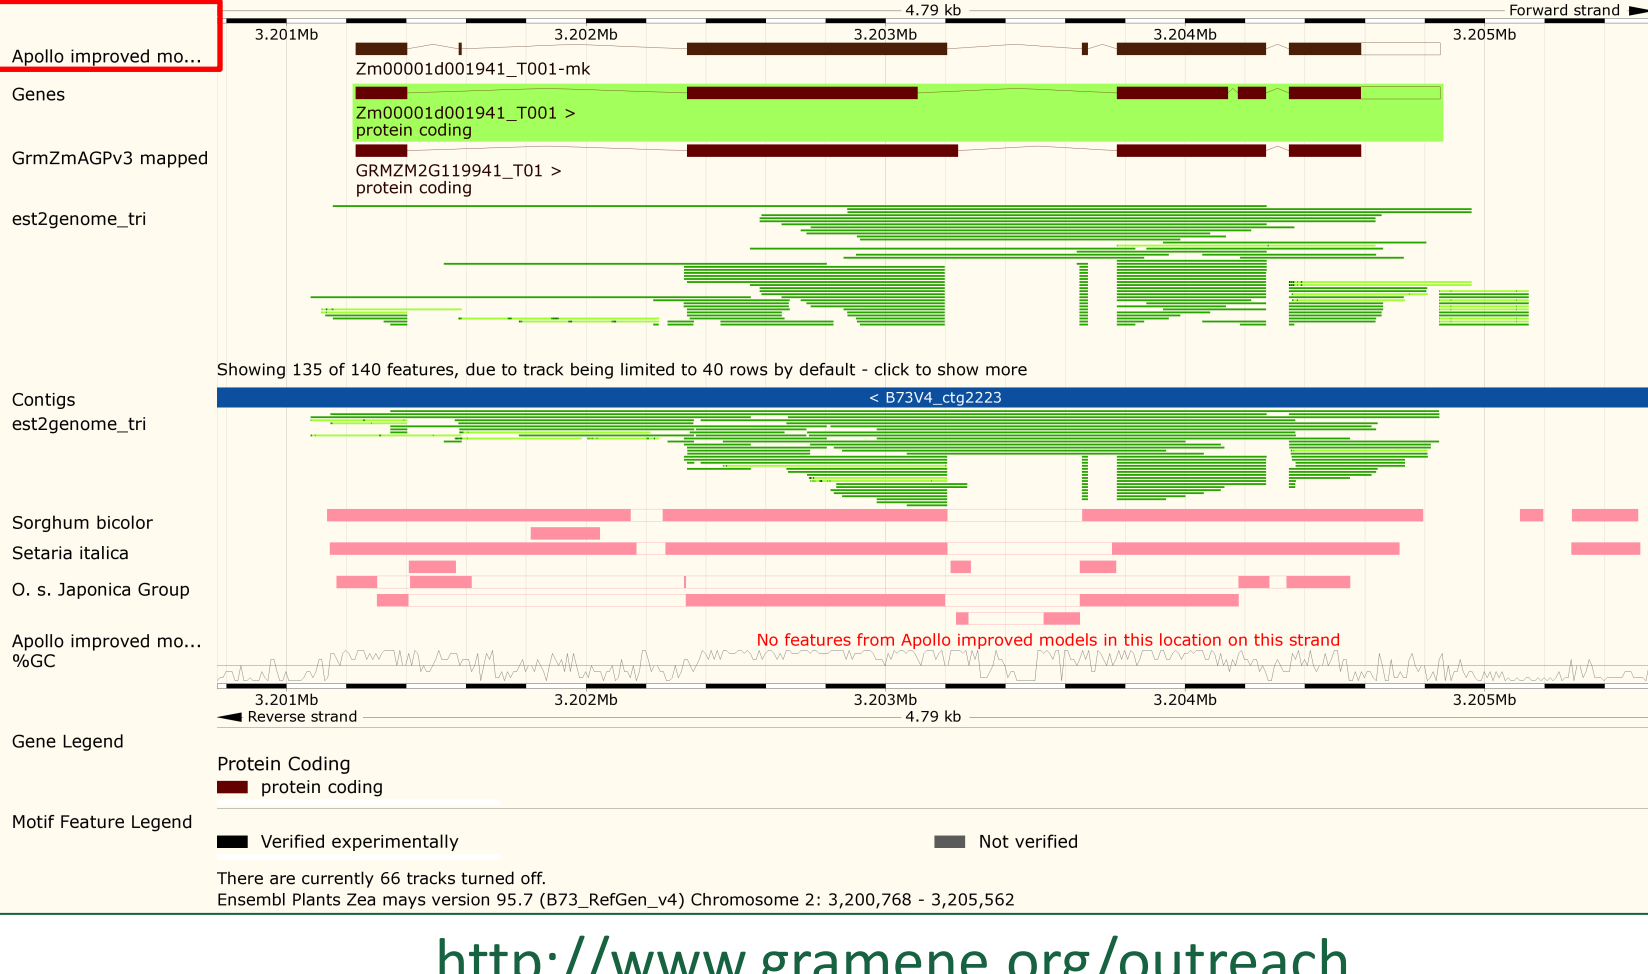 4.79 kb Forward strand
3.201Mb 3.202Mb 3.203Mb 3.204Mb 3.205Mb
Apollo improved mo...
Zm00001d001941_T001-mk
Genes
Zm00001d001941_T001 >
protein coding
GrmZmAGPv3 mapped
GRMZM2G119941_T01 >
protein coding
est2genome_tri
Showing 135 of 140 features, due to track being limited to 40 rows by default - click to show more
Contigs < B73V4_ctg2223
est2genome_tri
Sorghum bicolor
Setaria italica
O. s. Japonica Group
Apollo improved mo... No features from Apollo improved models in this location on this strand
%GC
3.201Mb 3.202Mb 3.203Mb 3.204Mb 3.205Mb
Reverse strand 4.79 kb
Gene Legend
Protein Coding
protein coding
Motif Feature Legend
Verified experimentally Not verified
There are currently 66 tracks turned off.
Ensembl Plants Zea mays version 95.7 (B73_RefGen_v4) Chromosome 2: 3,200,768 - 3,205,562
http://www.gramene.org/outreach